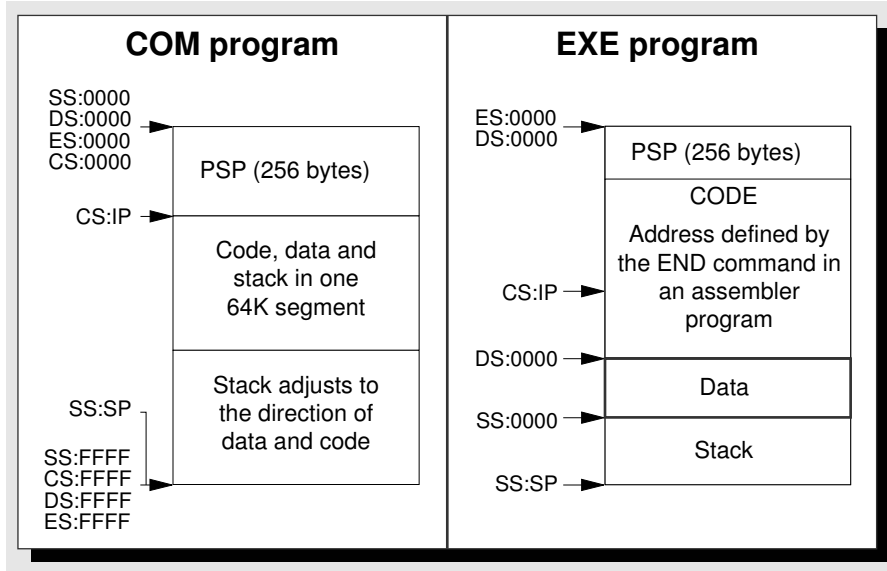 COM program
SS:0000
DS:0000
ES:0000
CS:0000
PSP (256 bytes)
CS:IP
Code, data and
stack in one
64K segment
Stack adjusts to
the direction of
data and code
SS:SP
SS:FFFF
CS:FFFF
DS:FFFF
ES:FFFF
EXE program
ES:0000
DS:0000
PSP (256 bytes)
CODE
Address defined by
the END command in
an assembler
program
CS:IP
DS:0000
Data
SS:0000
Stack
SS:SP